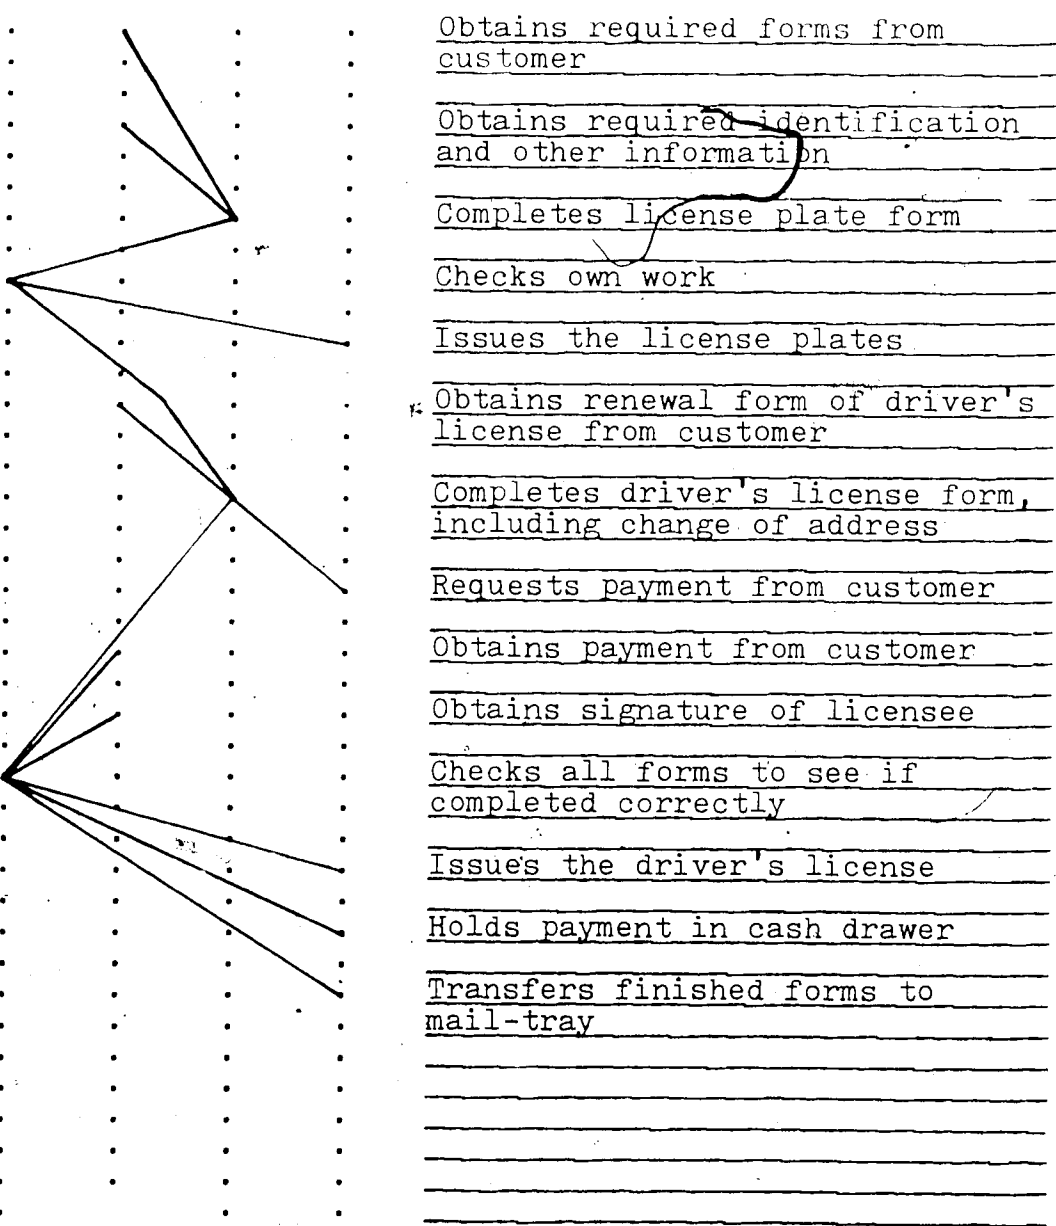 Obtains required forms from
customer
Obtains required identification
and other information
Completes license plate form
Checks own work
Issues the license plates
Obtains renewal form of driver's
license from customer
Completes driver's license form,
including change of address
Requests payment from customer
Obtains payment from customer
Obtains signature of licensee
Checks all forms to see if
completed correctly
Issues the driver's license
Holds payment in cash drawer
Transfers finished forms to
mail-tray